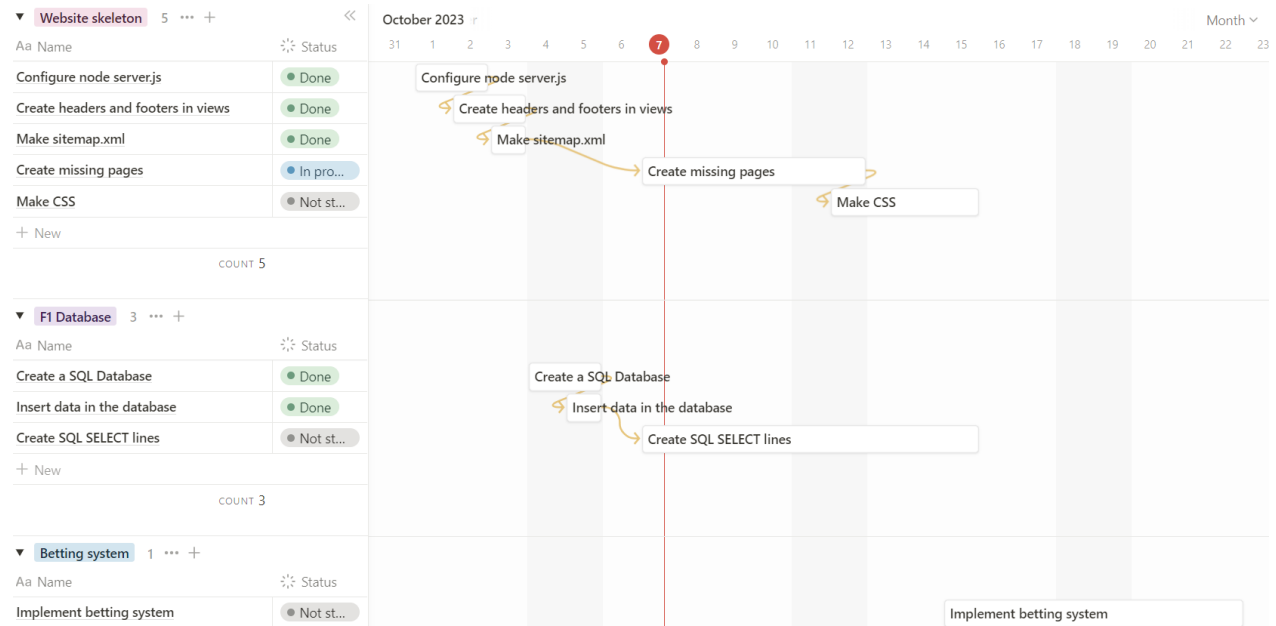 Website skeleton 5 ••• +
October 2023
Month
Aa Name Status
31 1 2 3 4 5 6 7 8 9 10 11 12 13 14 15 16 17 18 19 20 21 22 23
Configure node server.js Done Configure node server.js
Create headers and footers in views Done Create headers and footers in views
Make sitemap.xml Done Make sitemap.xml
Create missing pages In pro... Create missing pages
Make CSS Not st... Make CSS
+ New
COUNT 5
F1 Database 3 ••• +
Aa Name Status
Create a SQL Database Done Create a SQL Database
Insert data in the database Done Insert data in the database
Create SQL SELECT lines Not st... Create SQL SELECT lines
+ New
COUNT 3
Betting system 1 ••• +
Aa Name Status
Implement betting system Not st... Implement betting system